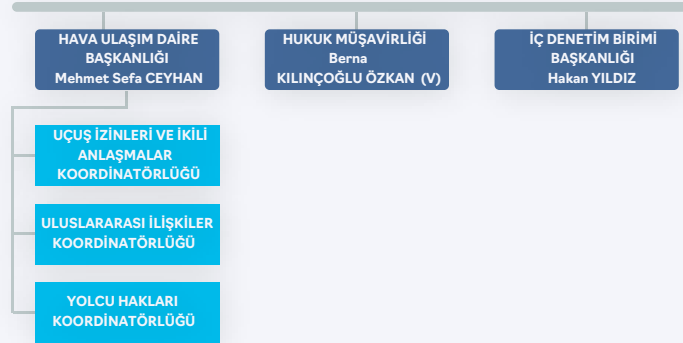 HAVA ULAŞIM DAİRE
BAŞKANLIĞI
Mehmet Sefa CEYHAN
HUKUK MÜŞAVİRLİĞİ
Berna
KILINÇOĞLU ÖZKAN (V)
İÇ DENETİM BİRİMİ
BAŞKANLIĞI
Hakan YILDIZ
UÇUŞ İZİNLERİ VE İKİLİ
ANLAŞMALAR
KOORDİNATÖRLÜĞÜ
ULUSLARARASI İLİŞKİLER
KOORDİNATÖRLÜĞÜ
YOLCU HAKLARI
KOORDİNATÖRLÜĞÜ